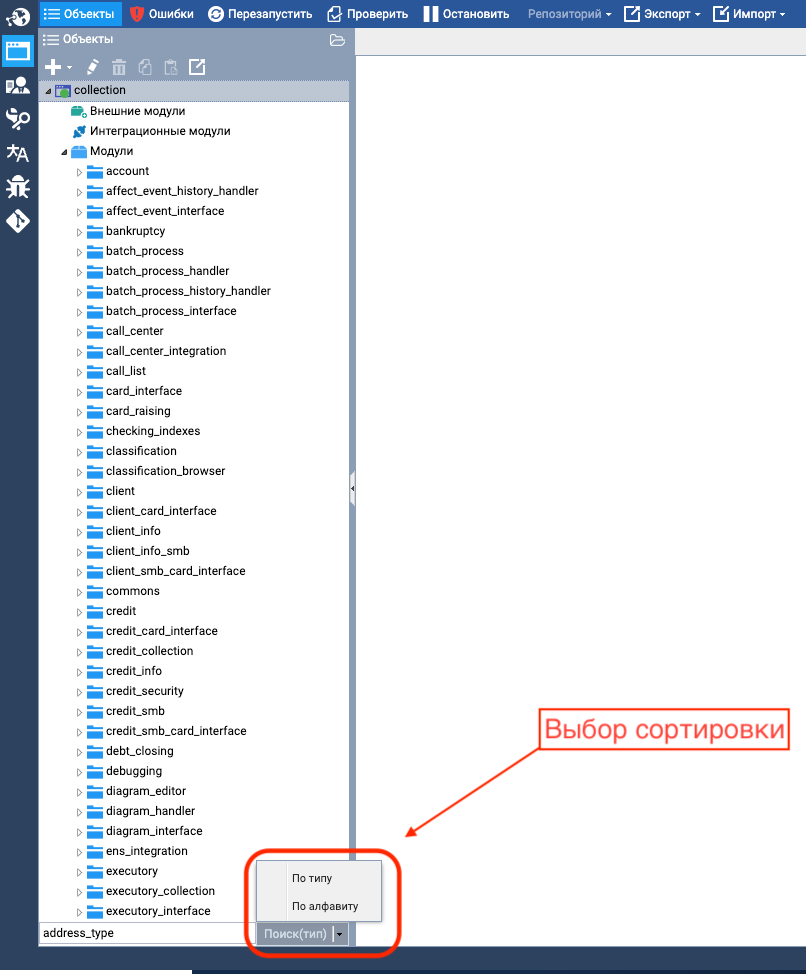 Объекты Ошибки Перезапустить Проверить Остановить Репозиторий Экспорт Импорт
Объекты
collection
Внешние модули
Интеграционные модули
Модули
account
affect_event_history_handler
affect_event_interface
bankruptcy
batch_process
batch_process_handler
batch_process_history_handler
batch_process_interface
call_center
call_center_integration
call_list
card_interface
card_raising
checking_indexes
classification
classification_browser
client
client_card_interface
client_info
client_info_smb
client_smb_card_interface
commons
credit
credit_card_interface
credit_collection
credit_info
credit_security
credit_smb
credit_smb_card_interface
debt_closing
debugging
diagram_editor
diagram_handler
diagram_interface
ens_integration
executory
executory_collection
executory_interface
Выбор сортировки
По типу
По алфавиту
address_type Поиск(тип)